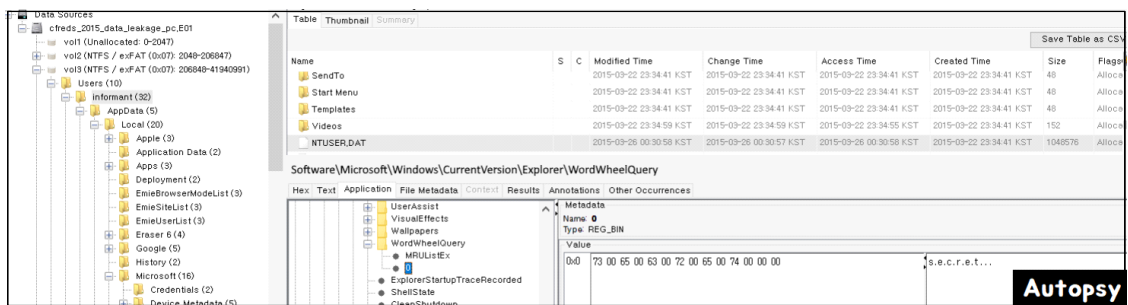 Data Sources
cfreds_2015_data_leakage_pc,E01
vol1 (Unallocated: 0-2047)
vol2 (NTFS / exFAT (0x07): 2048-206847)
vol3 (NTFS / exFAT (0x07): 206848-41940991)
Users (10)
informant (32)
AppData (5)
Local (20)
Apple (3)
Application Data (2)
Apps (3)
Deployment (2)
EmieBrowserModeList (3)
EmieSiteList (3)
EmieUserList (3)
Eraser 6 (4)
Google (5)
History (2)
Microsoft (16)
Credentials (2)
Device Metadata (5)
Table Thumbnail Summary
Save Table as CSV
Name S C Modified Time Change Time Access Time Created Time Size Flags
SendTo 2015-03-22 23:34:41 KST 2015-03-22 23:34:41 KST 2015-03-22 23:34:41 KST 2015-03-22 23:34:41 KST 48 Alloca
Start Menu 2015-03-22 23:34:41 KST 2015-03-22 23:34:41 KST 2015-03-22 23:34:41 KST 2015-03-22 23:34:41 KST 48 Alloca
Templates 2015-03-22 23:34:41 KST 2015-03-22 23:34:41 KST 2015-03-22 23:34:41 KST 2015-03-22 23:34:41 KST 48 Alloca
Videos 2015-03-22 23:34:59 KST 2015-03-22 23:34:59 KST 2015-03-22 23:34:55 KST 2015-03-22 23:34:59 KST 152 Alloca
NTUSER,DAT 2015-03-26 00:30:58 KST 2015-03-26 00:30:57 KST 2015-03-26 00:30:58 KST 2015-03-22 23:34:41 KST 1048576 Alloca
Software\Microsoft\Windows\CurrentVersion\Explorer\WordWheelQuery
Hex Text Application File Metadata Context Results Annotations Other Occurrences
UserAssist
VisualEffects
Wallpapers
WordWheelQuery
MRUListEx
0
ExplorerStartupTraceRecorded
ShellState
CleanShutdown
Metadata
Name: 0
Type: REG_BIN
Value
0x0 73 00 65 00 63 00 72 00 65 00 74 00 00 00 s.e.c.r.e.t...
Autopsy